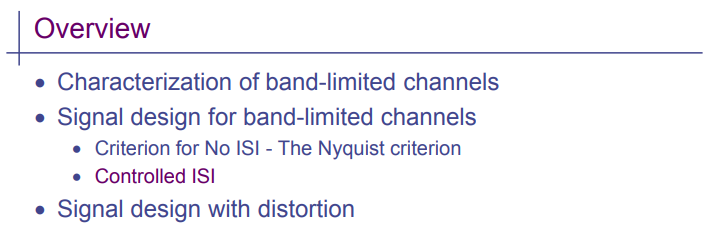 Overview
• Characterization of band-limited channels
• Signal design for band-limited channels
• Criterion for No ISI - The Nyquist criterion
• Controlled ISI
• Signal design with distortion